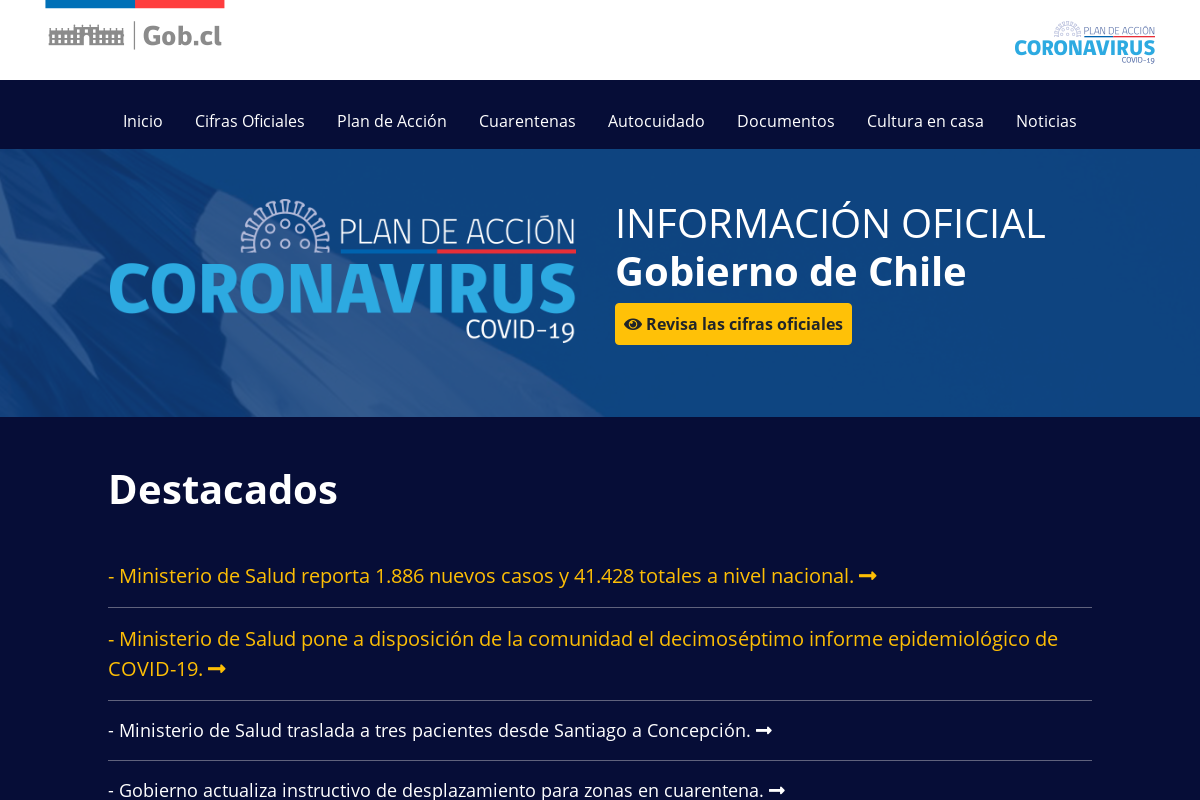 Gob.cl
PLAN DE ACCIÓN
CORONAVIRUS
COVID-19
Inicio
Cifras Oficiales
Plan de Acción
Cuarentenas
Autocuidado
Documentos
Cultura en casa
Noticias
PLAN DE ACCIÓN
CORONAVIRUS
COVID-19
INFORMACIÓN OFICIAL
Gobierno de Chile
Revisa las cifras oficiales
Destacados
- Ministerio de Salud reporta 1.886 nuevos casos y 41.428 totales a nivel nacional.
- Ministerio de Salud pone a disposición de la comunidad el decimoséptimo informe epidemiológico de
COVID-19.
- Ministerio de Salud traslada a tres pacientes desde Santiago a Concepción.
- Gobierno actualiza instructivo de desplazamiento para zonas en cuarentena.